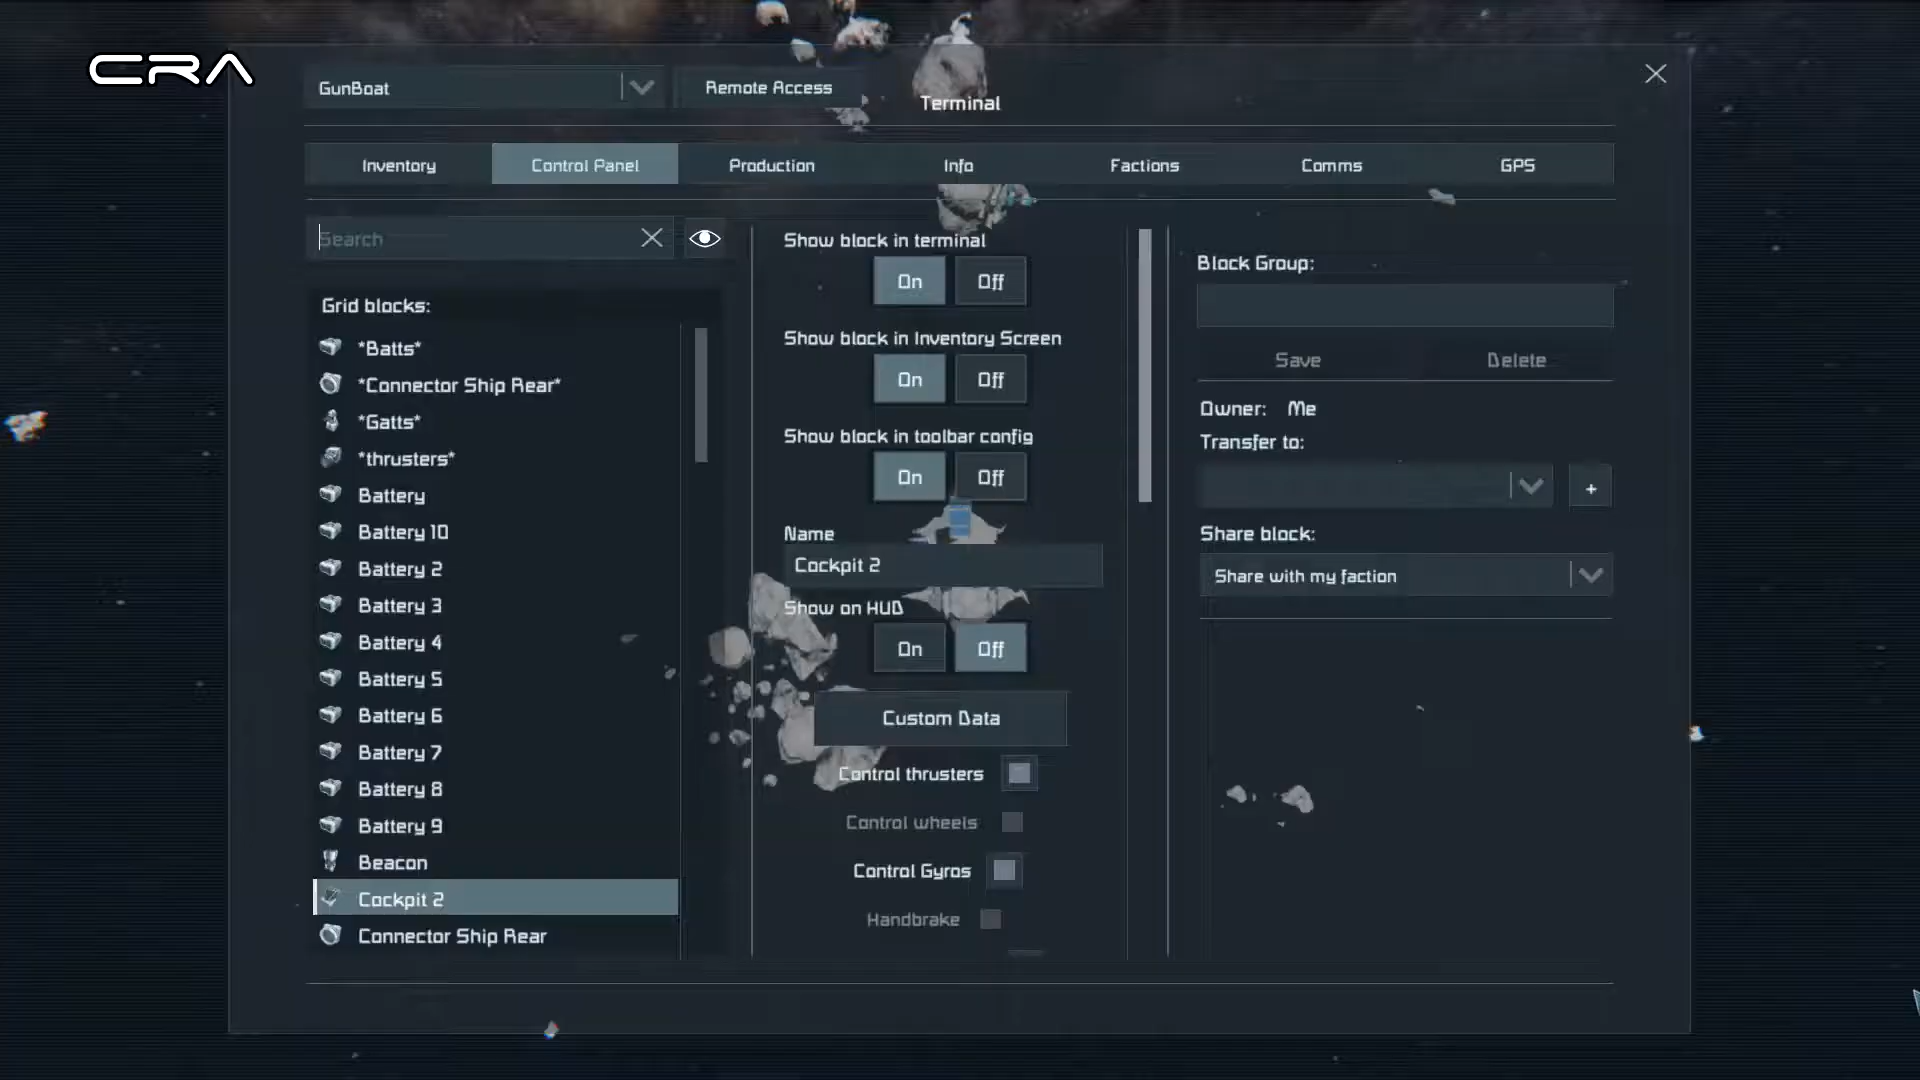 CRA
GunBoat
Remote Access
Terminal
Inventory
Control Panel
Production
Info
Factions
Comms
GPS
Search
Grid blocks:
*Batts*
*Connector Ship Rear*
*Gatts*
*thrusters*
Battery
Battery 10
Battery 2
Battery 3
Battery 4
Battery 5
Battery 6
Battery 7
Battery 8
Battery 9
Beacon
Cockpit 2
Connector Ship Rear
Show block in terminal
On Off
Show block in Inventory Screen
On Off
Show block in toolbar config
On Off
Name
Cockpit 2
Show on HUD
On Off
Custom Data
Control thrusters
Control wheels
Control Gyros
Handbrake
Block Group:
Save Delete
Owner: Me
Transfer to:
+
Share block:
Share with my faction